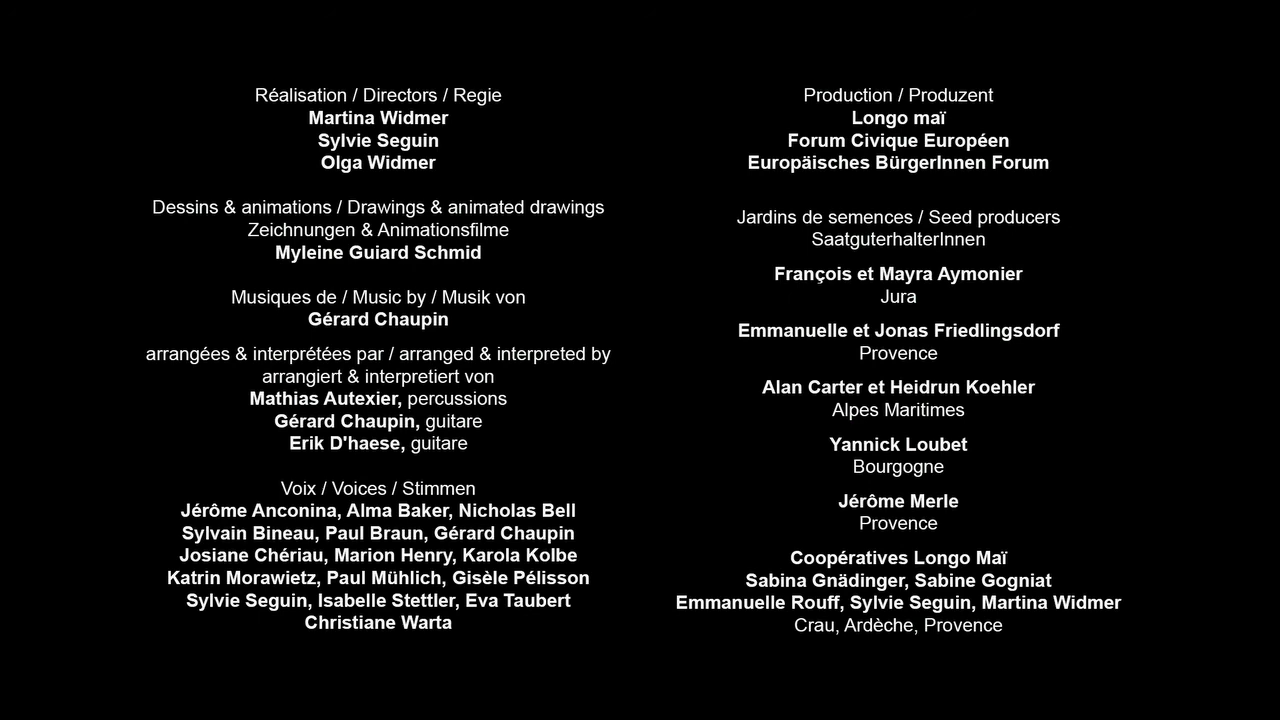 Réalisation / Directors / Regie
Martina Widmer
Sylvie Seguin
Olga Widmer
Dessins & animations / Drawings & animated drawings
Zeichnungen & Animationsfilme
Myleine Guiard Schmid
Musiques de / Music by / Musik von
Gérard Chaupin
arrangées & interprétées par / arranged & interpreted by
arrangiert & interpretiert von
Mathias Autexier, percussions
Gérard Chaupin, guitare
Erik D'haese, guitare
Voix / Voices / Stimmen
Jérôme Anconina, Alma Baker, Nicholas Bell
Sylvain Bineau, Paul Braun, Gérard Chaupin
Josiane Chériau, Marion Henry, Karola Kolbe
Katrin Morawietz, Paul Mühlich, Gisèle Pélisson
Sylvie Seguin, Isabelle Stettler, Eva Taubert
Christiane Warta
Production / Produzent
Longo maï
Forum Civique Européen
Europäisches BürgerInnen Forum
Jardins de semences / Seed producers
SaatguterhalterInnen
François et Mayra Aymonier
Jura
Emmanuelle et Jonas Friedlingsdorf
Provence
Alan Carter et Heidrun Koehler
Alpes Maritimes
Yannick Loubet
Bourgogne
Jérôme Merle
Provence
Coopératives Longo Maï
Sabina Gnädinger, Sabine Gogniat
Emmanuelle Rouff, Sylvie Seguin, Martina Widmer
Crau, Ardèche, Provence